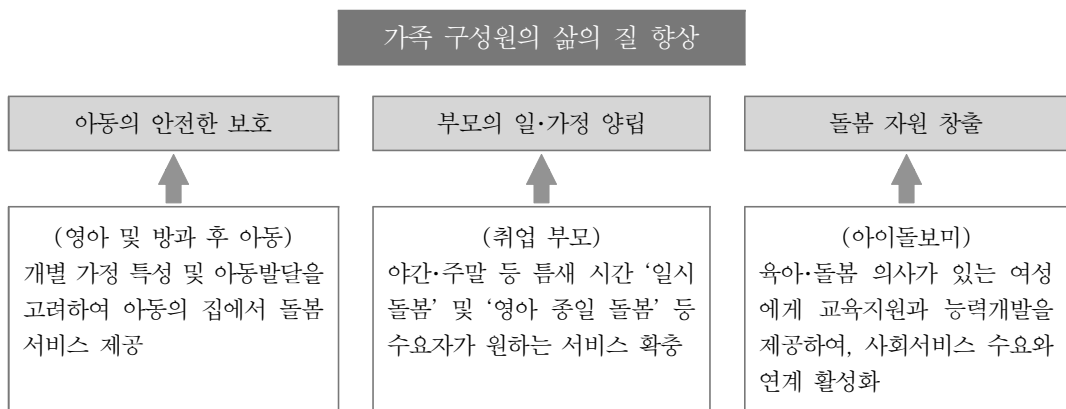 가족 구성원의 삶의 질 향상
아동의 안전한 보호
부모의 일·가정 양립
돌봄 자원 창출
(영아 및 방과 후 아동)
개별 가정 특성 및 아동발달을
고려하여 아동의 집에서 돌봄
서비스 제공
(취업 부모)
야간·주말 등 틈새 시간 ‘일시
돌봄’ 및 ‘영아 종일 돌봄’ 등
수요자가 원하는 서비스 확충
(아이돌보미)
육아·돌봄 의사가 있는 여성
에게 교육지원과 능력개발을
제공하여, 사회서비스 수요와
연계 활성화